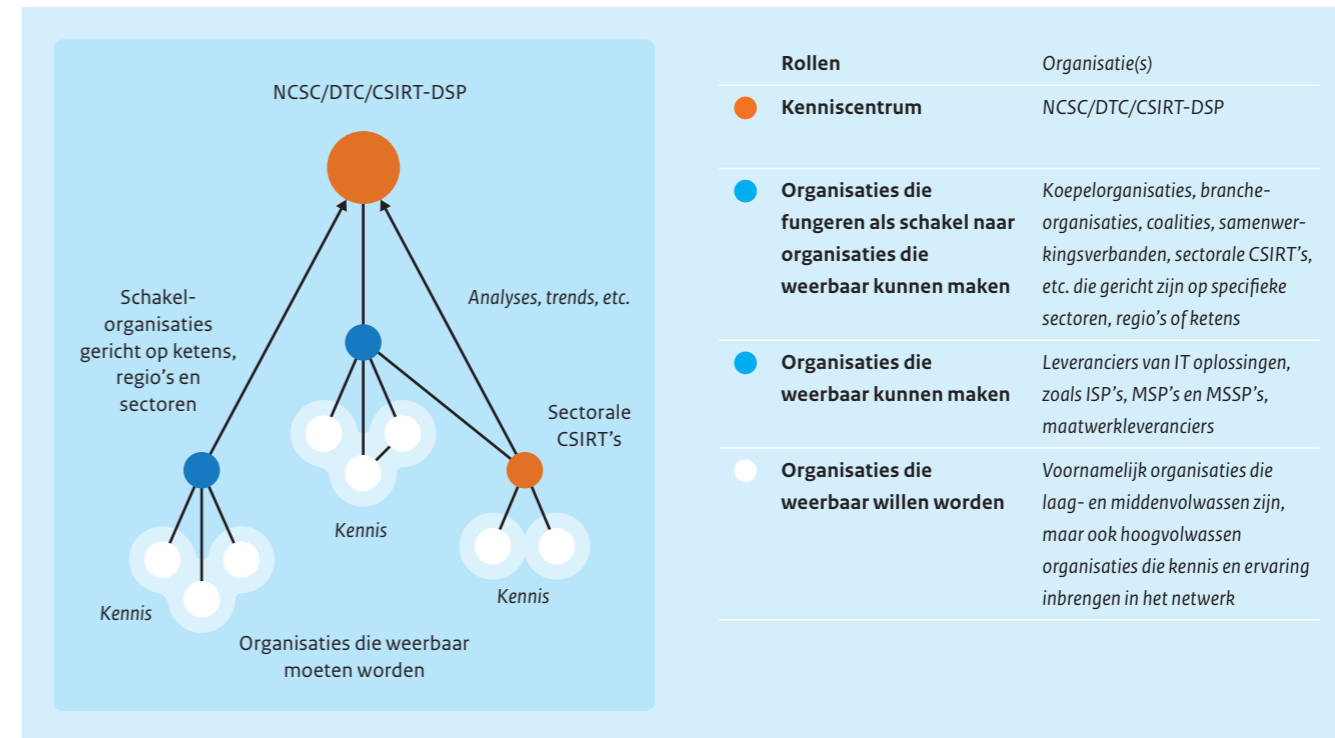 NCSC/DTC/CSIRT-DSP
Schakel-
organisaties
gericht op ketens,
regio's en
sectoren
Analyses, trends, etc.
Sectorale
CSIRT's
Kennis
Kennis
Kennis
Organisaties die weerbaar
moeten worden
Rollen
Organisatie(s)
Kenniscentrum
NCSC/DTC/CSIRT-DSP
Organisaties die
fungeren als schakel naar
organisaties die
weerbaar kunnen maken
Koepelorganisaties, branche-
organisaties, coalities, samenwer-
kingsverbanden, sectorale CSIRT's,
etc. die gericht zijn op specifieke
sectoren, regio's of ketens
Organisaties die
weerbaar kunnen maken
Leveranciers van IT oplossingen,
zoals ISP's, MSP's en MSSP's,
maatwerkleveranciers
Organisaties die
weerbaar willen worden
Voornamelijk organisaties die
laag- en middenvolwassen zijn,
maar ook hoogvolwassen
organisaties die kennis en ervaring
inbrengen in het netwerk